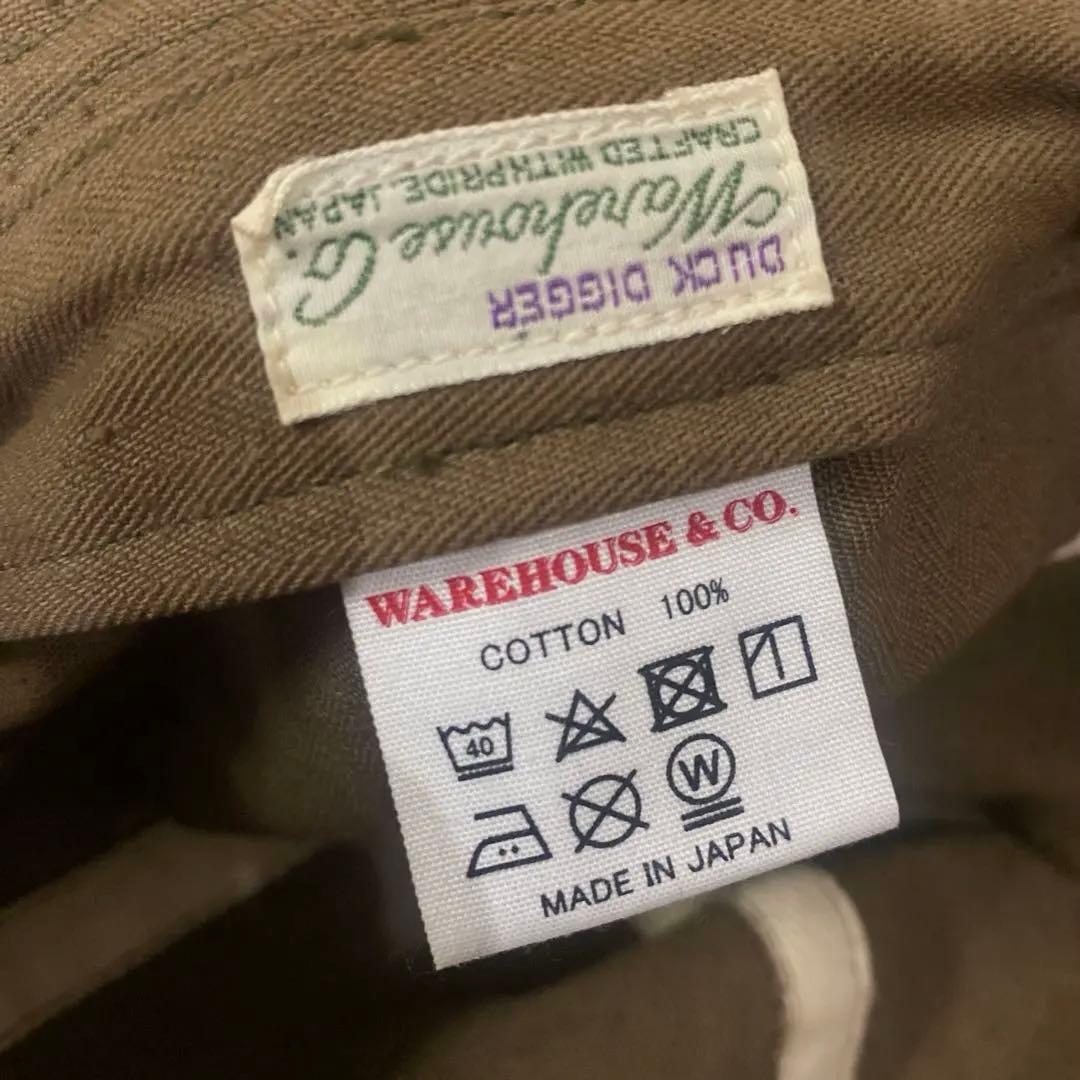 DUCK DIGGER
Warehouse Co.
CRAFTED WITH PRIDE. JAPAN
WAREHOUSE & CO.
COTTON 100%
40
W
MADE IN JAPAN